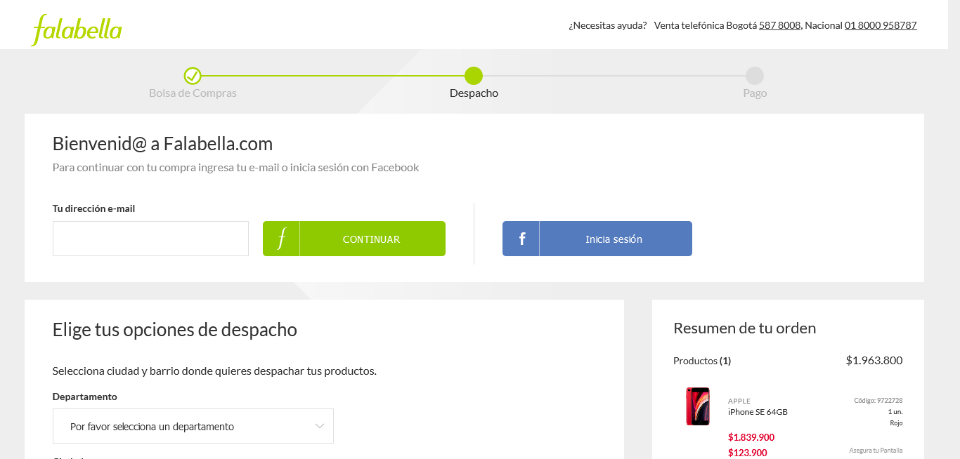 falabella
¿Necesitas ayuda? Venta telefónica Bogotá 587 8008, Nacional 01 8000 958787
Bolsa de Compras
Despacho
Pago
Bienvenid@ a Falabella.com
Para continuar con tu compra ingresa tu e-mail o inicia sesión con Facebook
Tu dirección e-mail
f CONTINUAR
f Inicia sesión
Elige tus opciones de despacho
Selecciona ciudad y barrio donde quieres despachar tus productos.
Departamento
Por favor selecciona un departamento
Resumen de tu orden
Productos (1) $1.963.800
APPLE Código: 9722728
iPhone SE 64GB 1 un.
Rojo
$1.839.900
$123.900 Asegura tu Pantalla